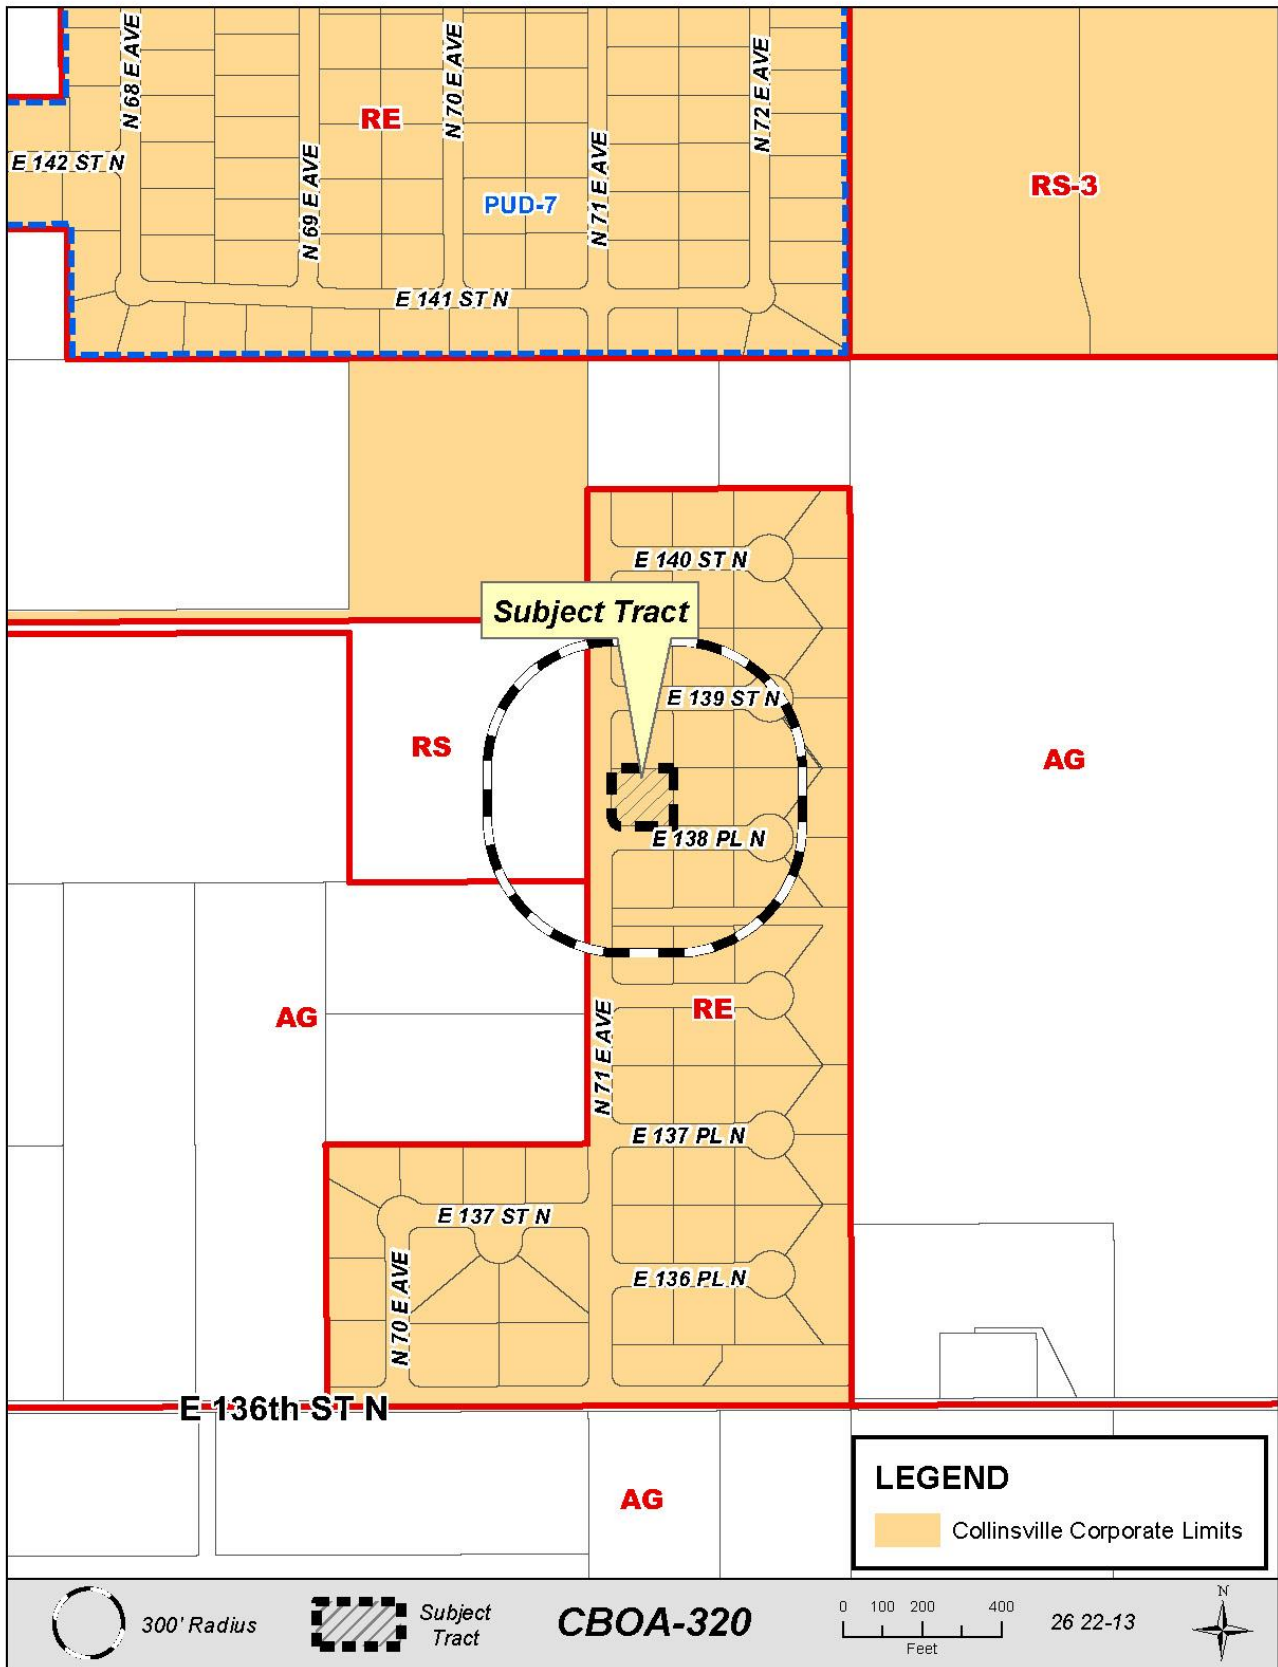 N 68 E AVE
N 70 E AVE
N 72 E AVE
RE
E 142 ST N
N 69 E AVE
N 71 E AVE
RS-3
PUD-7
E 141 ST N
E 140 ST N
Subject Tract
E 139 ST N
RS
AG
E 138 PL N
RE
AG
N 71 E AVE
E 137 PL N
E 137 ST N
E 136 PL N
N 70 E AVE
E 136th ST N
AG
LEGEND
Collinsville Corporate Limits
300' Radius
Subject
Tract
CBOA-320
0 100 200 400
Feet
26 22-13
N